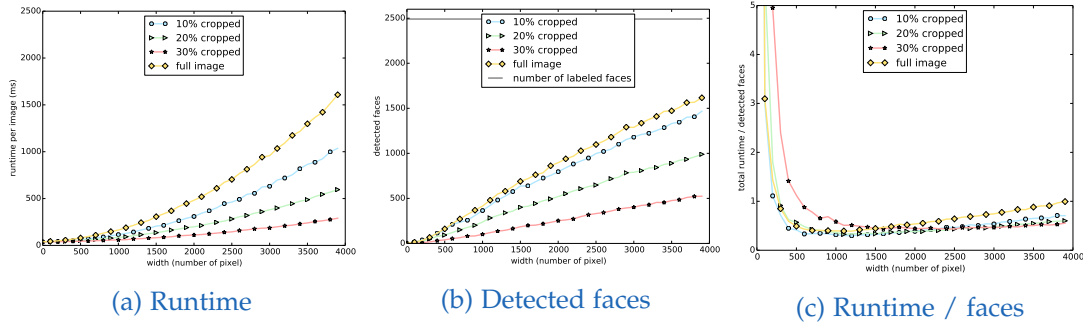 2500
2000
1500
1000
500
0
0 500 1000 1500 2000 2500 3000 3500 4000
runtime per image (ms)
width (number of pixel)
10% cropped
20% cropped
30% cropped
full image
(a) Runtime
2500
2000
1500
1000
500
0
0 500 1000 1500 2000 2500 3000 3500 4000
detected faces
width (number of pixel)
10% cropped
20% cropped
30% cropped
full image
number of labeled faces
(b) Detected faces
5
4
3
2
1
0
0 500 1000 1500 2000 2500 3000 3500 4000
total runtime / detected faces
width (number of pixel)
10% cropped
20% cropped
30% cropped
full image
(c) Runtime / faces